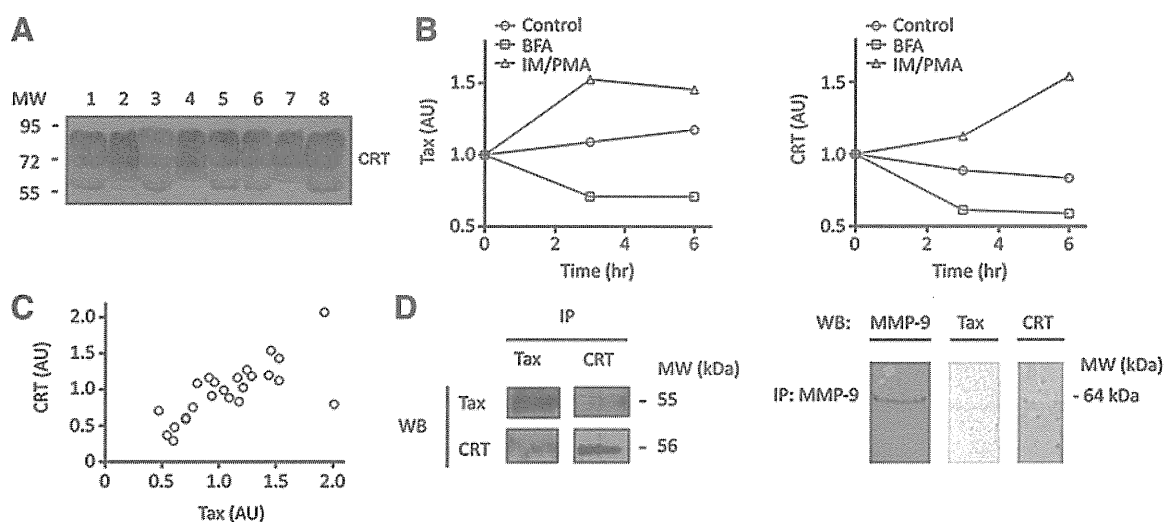 A
MW 1 2 3 4 5 6 7 8
95 -
72 -
55 -
CRT
B
Control
BFA
IM/PMA
1.5
1.0
0.5
Tax (AU)
0 2 4 6
Time (hr)
Control
BFA
IM/PMA
1.5
1.0
0.5
CRT (AU)
0 2 4 6
Time (hr)
C
2.0
1.5
1.0
0.5
0
CRT (AU)
0 0.5 1.0 1.5 2.0
Tax (AU)
D
IP
Tax CRT
MW (kDa)
WB
Tax - 55
CRT - 56
WB: MMP-9 Tax CRT
MW (kDa)
IP: MMP-9
- 64 kDa